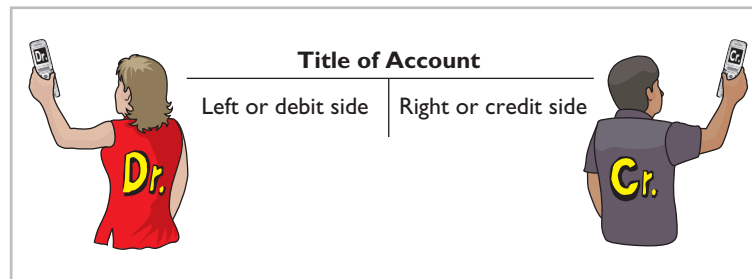 Dr.
Cr.
Title of Account
Left or debit side
Right or credit side
Dr.
Cr.